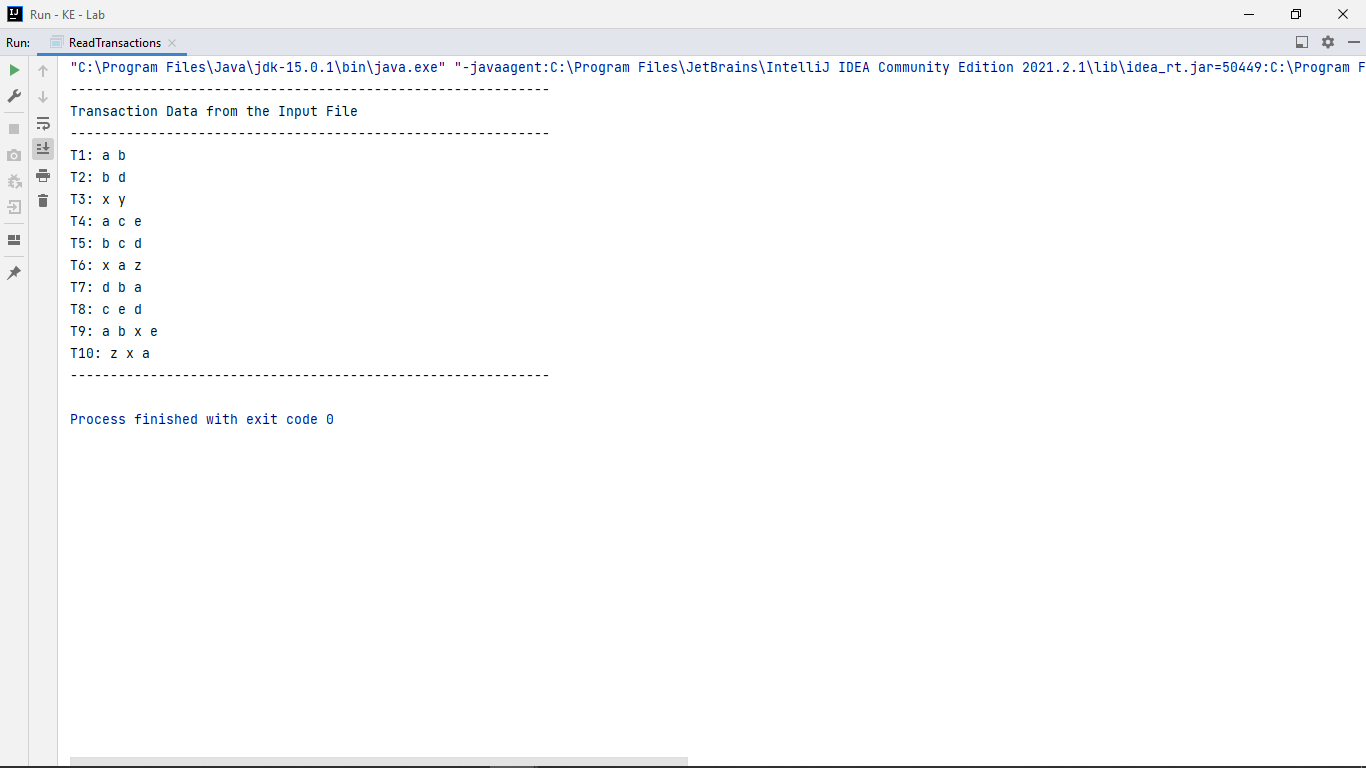 Run - KE - Lab
Run: ReadTransactions
"C:\Program Files\Java\jdk-15.0.1\bin\java.exe" "-javaagent:C:\Program Files\JetBrains\IntelliJ IDEA Community Edition 2021.2.1\lib\idea_rt.jar=50449:C:\Program F
------------------------------------------------------------
Transaction Data from the Input File
------------------------------------------------------------
T1: a b
T2: b d
T3: x y
T4: a c e
T5: b c d
T6: x a z
T7: d b a
T8: c e d
T9: a b x e
T10: z x a
------------------------------------------------------------
Process finished with exit code 0